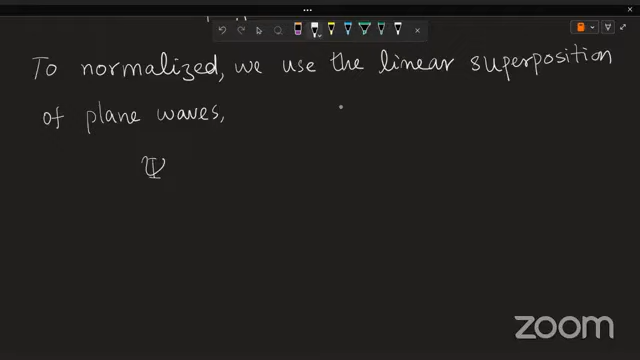 To normalized, we use the linear superposition
of plane waves,
Ψ
zoom